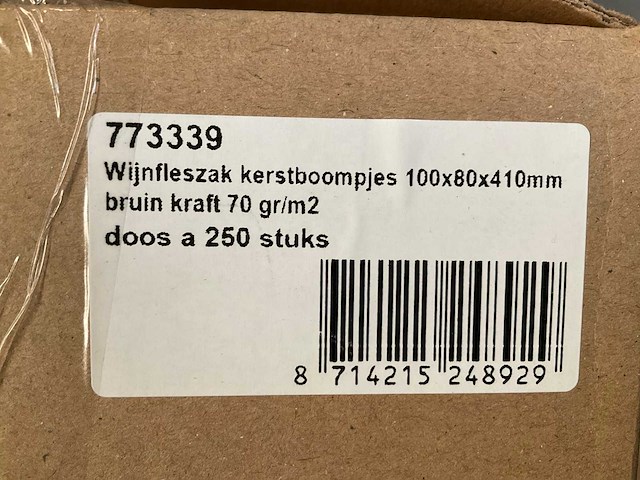 773339
Wijnfleszak kerstboompjes 100x80x410mm
bruin kraft 70 gr/m2
doos a 250 stuks
8 714215 248929